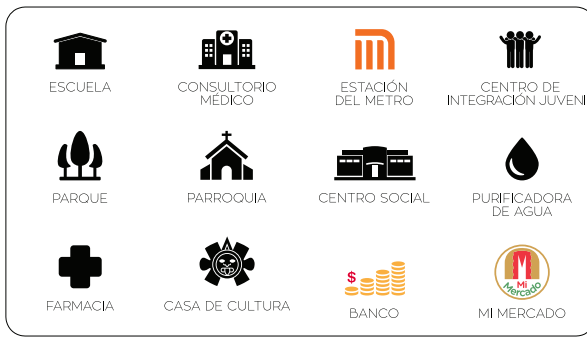 ESCUELA
CONSULTORIO
MÉDICO
ESTACIÓN
DEL METRO
CENTRO DE
INTEGRACIÓN JUVENI
PARQUE
PARROQUIA
CENTRO SOCIAL
PURIFICADORA
DE AGUA
FARMACIA
CASA DE CULTURA
$
BANCO
Mi
Mercado
MI MERCADO